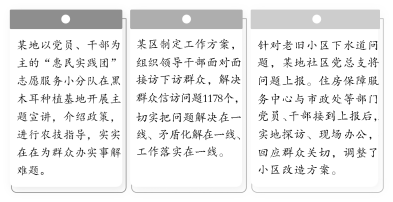 某地以党员、干部为
主的“惠民实践团”
志愿服务小分队在黑
木耳种植基地开展主
题宣讲，介绍政策，
进行农技指导，实实
在在为群众办实事解
难题。
某区制定工作方案，
组织领导干部面对面
接访下访群众，解决
群众信访问题1178个，
切实把问题解决在一
线、矛盾化解在一线、
工作落实在一线。
针对老旧小区下水道问
题，某地社区党总支将
问题上报。住房保障服
务中心与市政处等部门
党员、干部接到上报后，
实地探访、现场办公，
回应群众关切，调整了
小区改造方案。